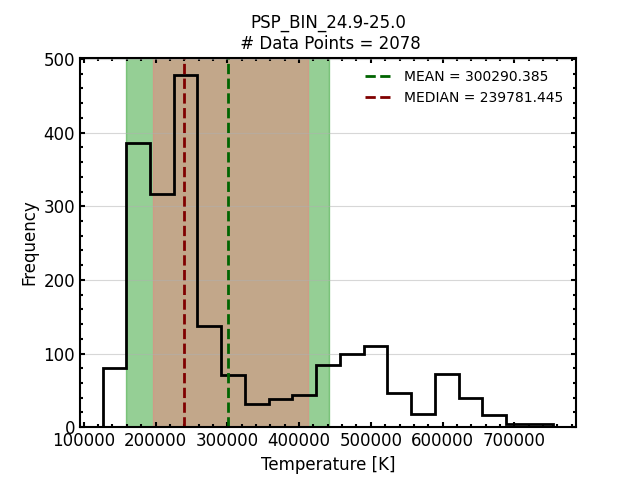 PSP_BIN_24.9-25.0
# Data Points = 2078
MEAN = 300290.385
MEDIAN = 239781.445
Frequency
500
400
300
200
100
0
100000 200000 300000 400000 500000 600000 700000
Temperature [K]